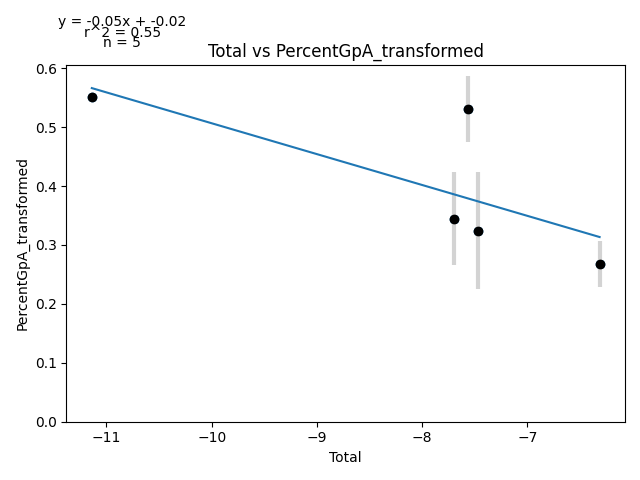 y = -0.05x + -0.02
r^2 = 0.55
n = 5
Total vs PercentGpA_transformed
0.6
0.5
0.4
0.3
0.2
0.1
0.0
PercentGpA_transformed
−11
−10
−9
−8
−7
Total